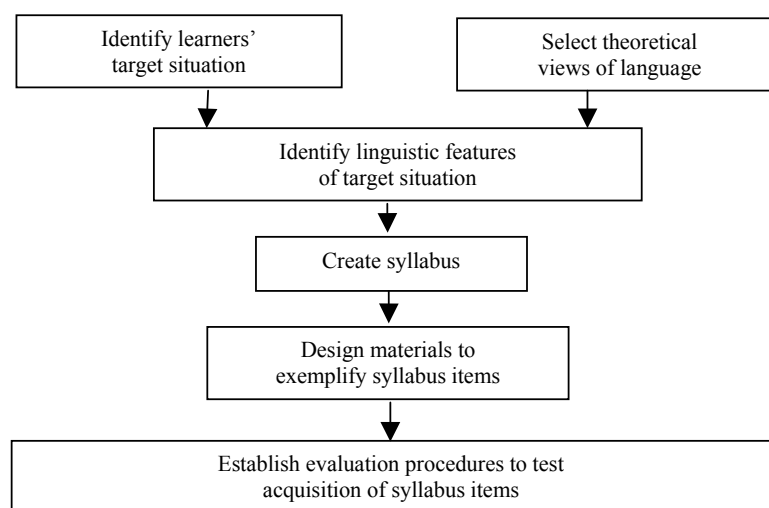 Identify learners’
target situation
Select theoretical
views of language
Identify linguistic features
of target situation
Create syllabus
Design materials to
exemplify syllabus items
Establish evaluation procedures to test
acquisition of syllabus items